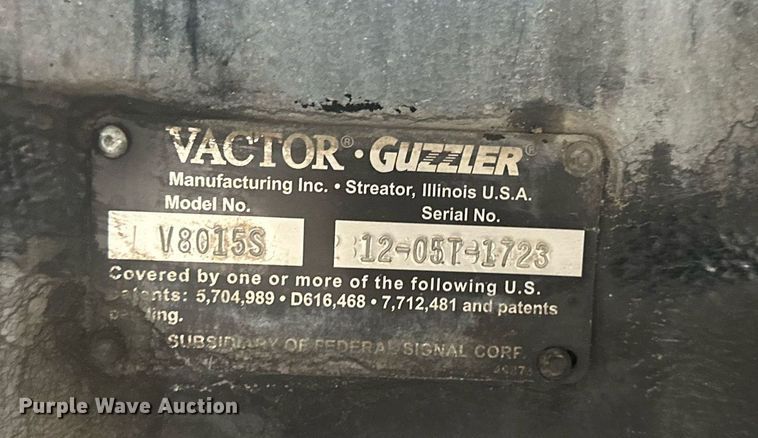 VACTOR® • GUZZLER®
Manufacturing Inc. • Streator, Illinois U.S.A.
Model No. Serial No.
V8015S 12-05T-1723
Covered by one or more of the following U.S.
Patents: 5,704,989 • D616,468 • 7,712,481 and patents
pending.
SUBSIDIARY OF FEDERAL SIGNAL CORP.
Purple Wave Auction